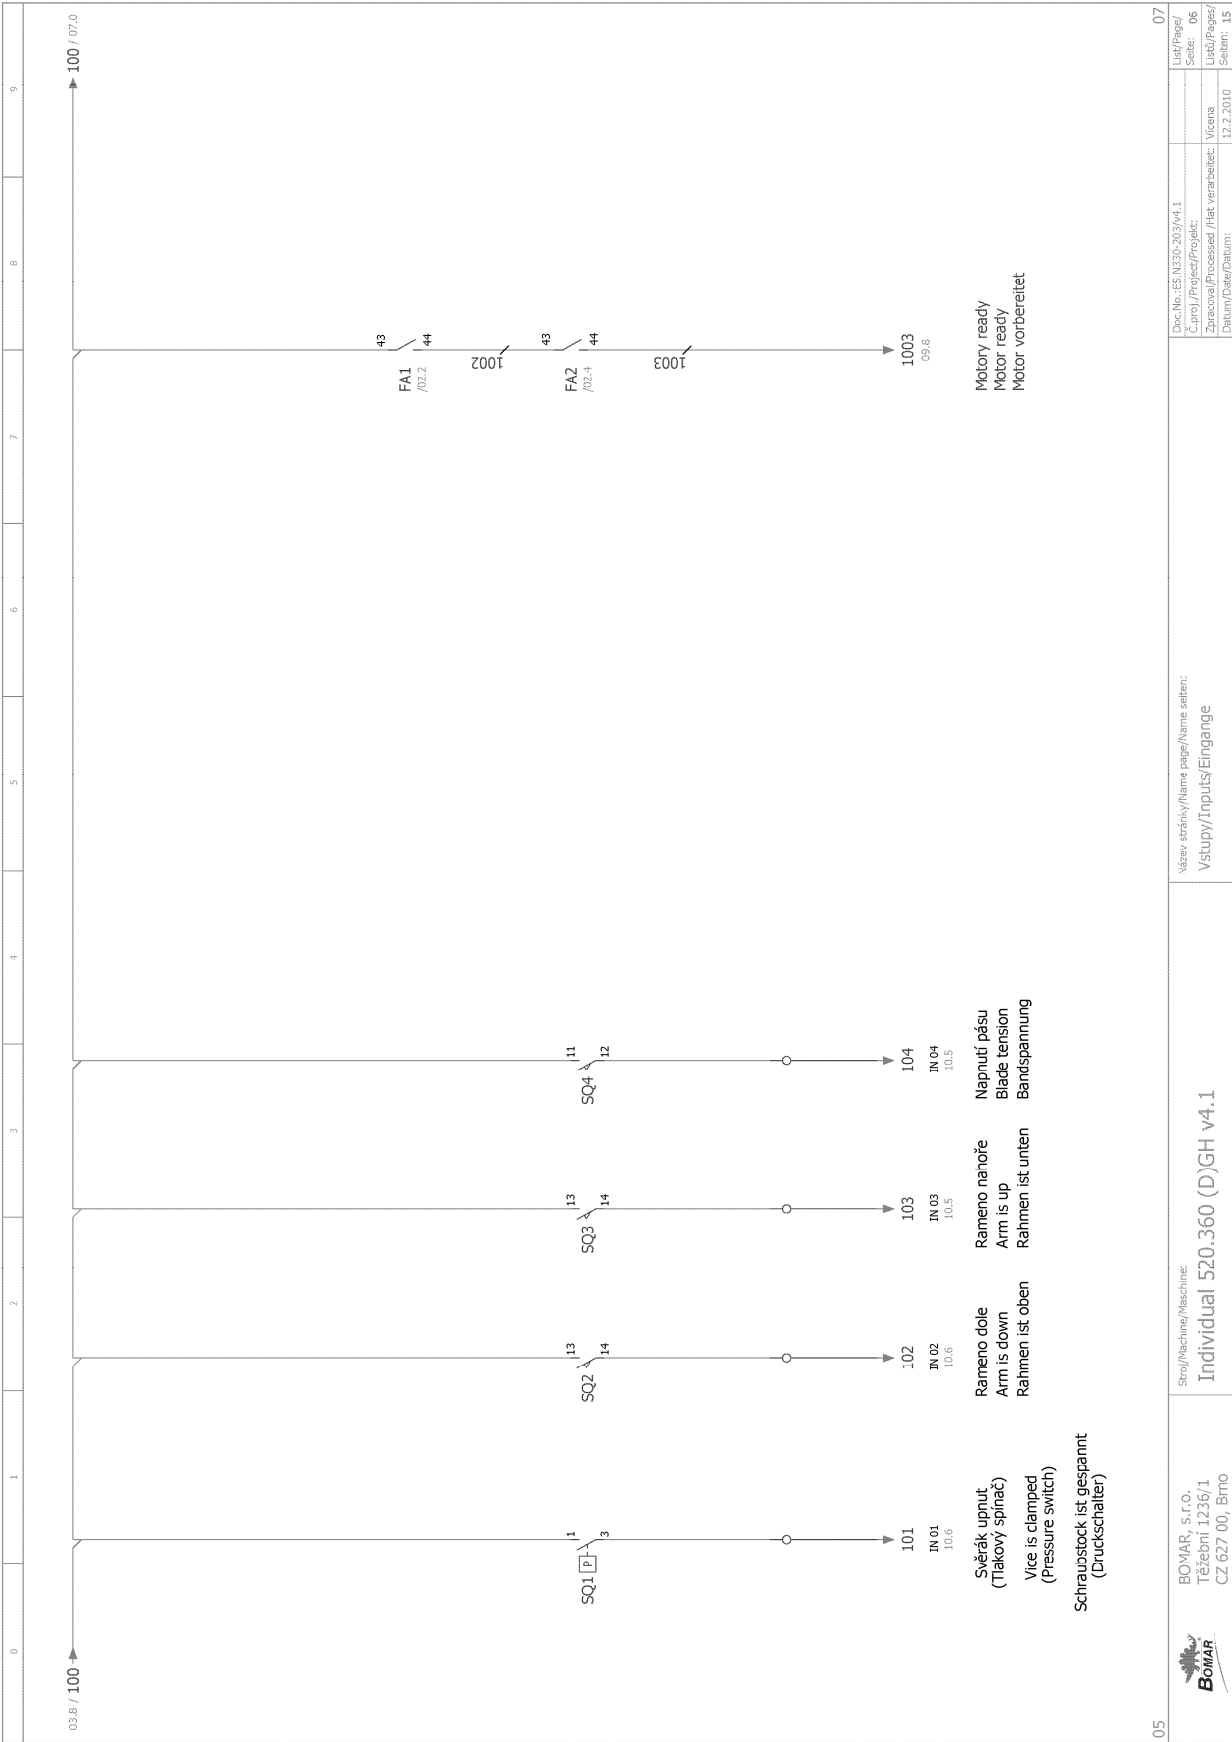 0 1 2 3 4 5 6 7 8 9
03.8 / 100
100 / 07.0
SQ1 P 1 3
SQ2 13 14
SQ3 13 14
SQ4 11 12
FA1 43 44
/02.2
1002
FA2 43 44
/02.4
1003
101
IN 01
10.6
Svěrák upnut
(Tlakový spínač)
Vice is clamped
(Pressure switch)
Schraubstock ist gespannt
(Druckschalter)
102
IN 02
10.6
Rameno dole
Arm is down
Rahmen ist oben
103
IN 03
10.5
Rameno nahoře
Arm is up
Rahmen ist unten
104
IN 04
10.5
Napnutí pásu
Blade tension
Bandspannung
1003
09.8
Motory ready
Motor ready
Motor vorbereitet
05
07
BOMAR
BOMAR, s.r.o.
Těžební 1236/1
CZ 627 00, Brno
Stroj/Machine/Maschine:
Individual 520.360 (D)GH v4.1
Název stránky/Name page/Name seiten:
Vstupy/Inputs/Eingange
Doc.No.:ES.N330-203/v4.1
Č.proj./Project/Projekt:
Zpracoval/Processed /Hat verarbeitet: Vícena
Datum/Date/Datum: 12.2.2010
List/Page/
Seite: 06
Listů/Pages/
Seiten: 15